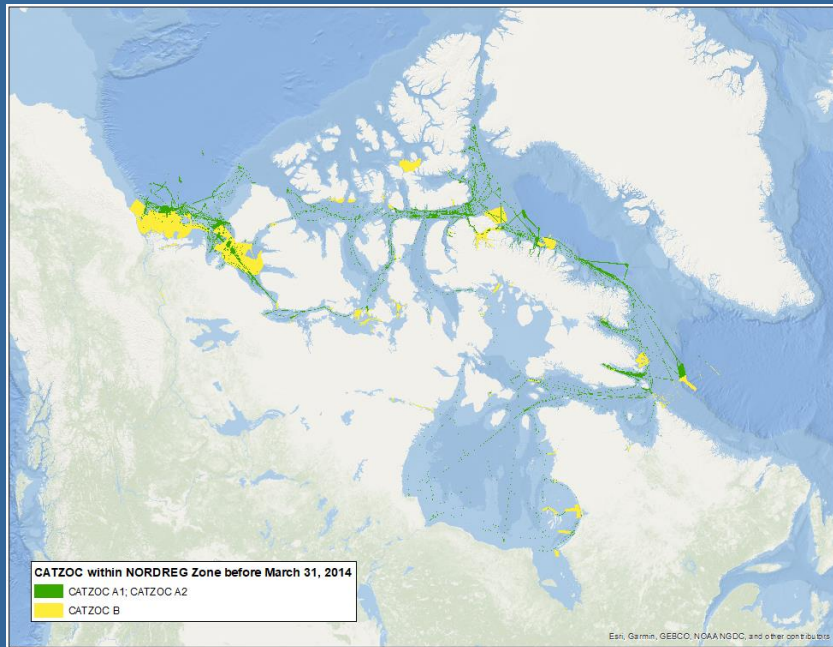 CATZOC within NORDREG Zone before March 31, 2014
CATZOC A1; CATZOC A2
CATZOC B
Esri, Garmin, GEBCO, NOAA NGDC, and other contributors